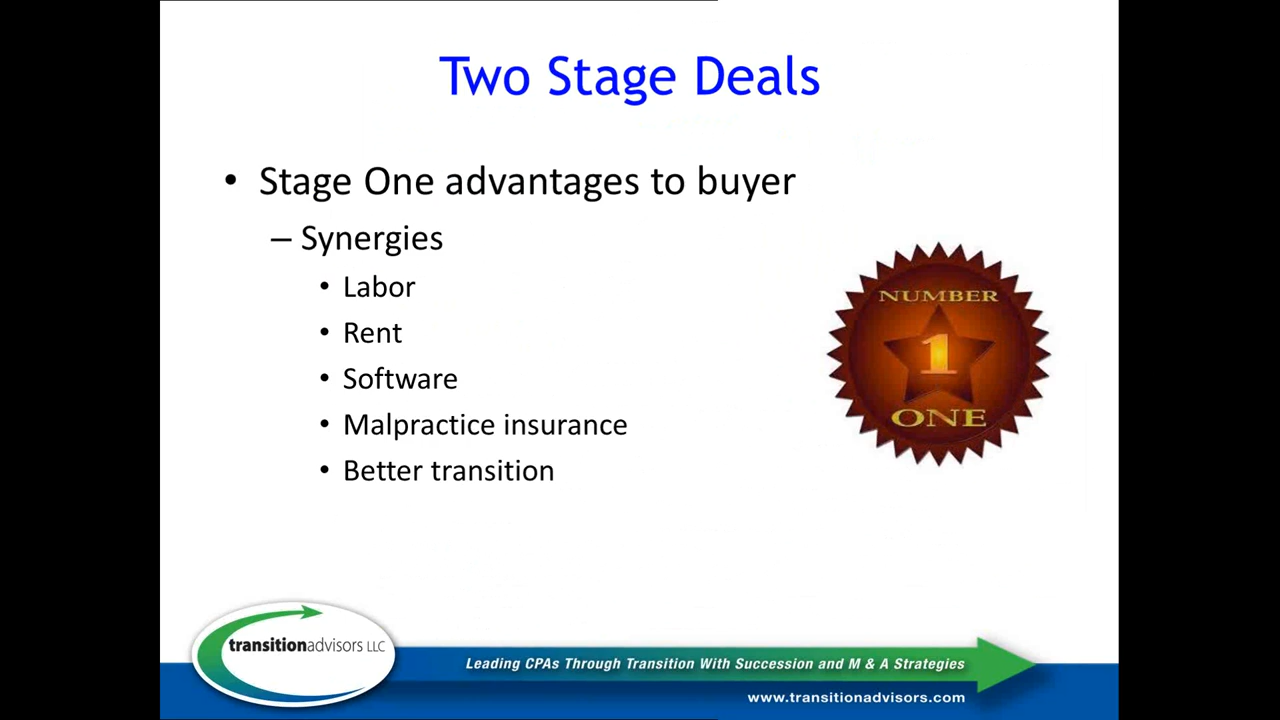 Two Stage Deals
• Stage One advantages to buyer
– Synergies
• Labor
• Rent
• Software
• Malpractice insurance
• Better transition
NUMBER
1
ONE
transitionadvisors LLC
Leading CPAs Through Transition With Succession and M & A Strategies
www.transitionadvisors.com